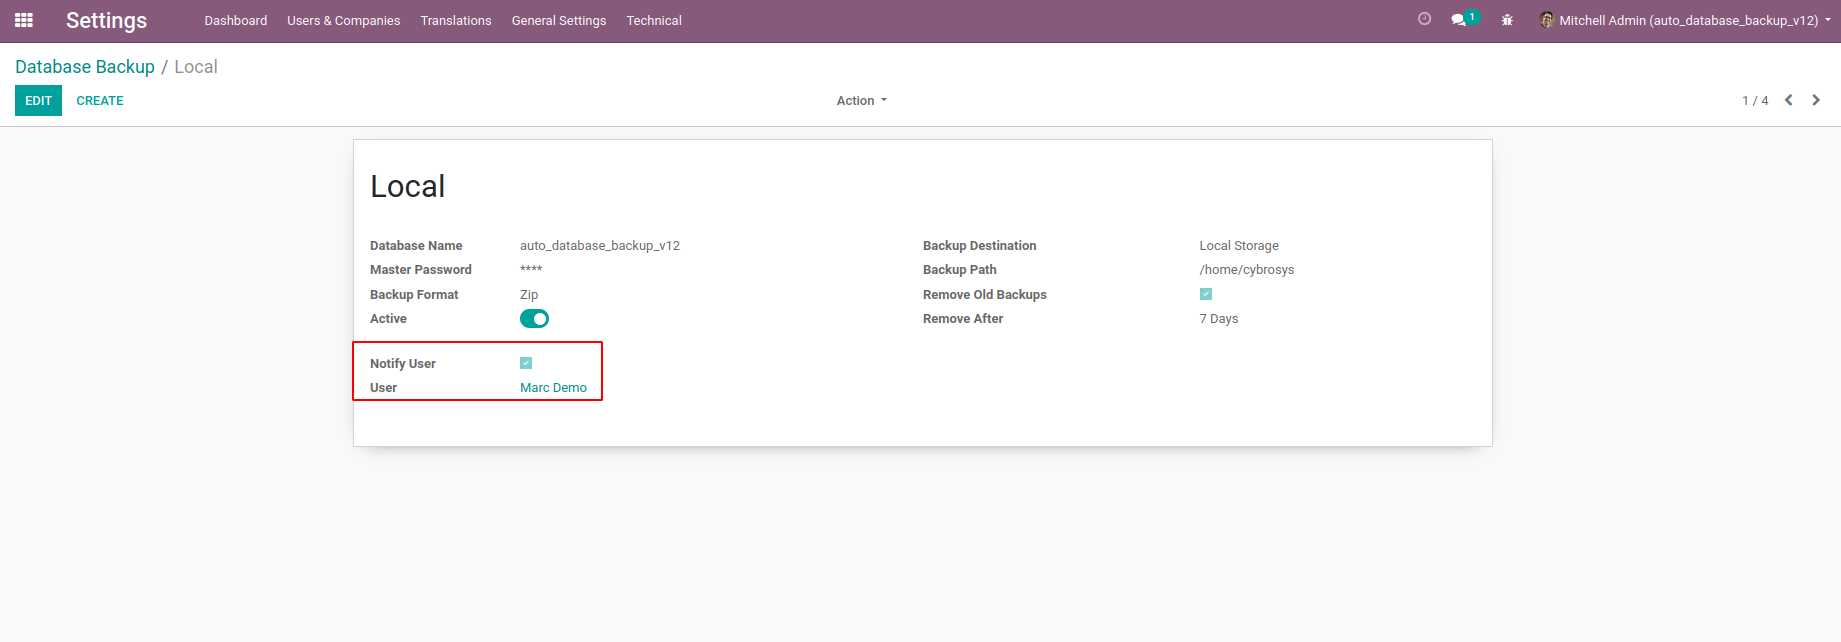 Settings Dashboard Users & Companies Translations General Settings Technical 1 Mitchell Admin (auto_database_backup_v12)
Database Backup / Local
EDIT CREATE Action 1 / 4
Local
Database Name auto_database_backup_v12 Backup Destination Local Storage
Master Password **** Backup Path /home/cybrosys
Backup Format Zip Remove Old Backups
Active Remove After 7 Days
Notify User
User Marc Demo